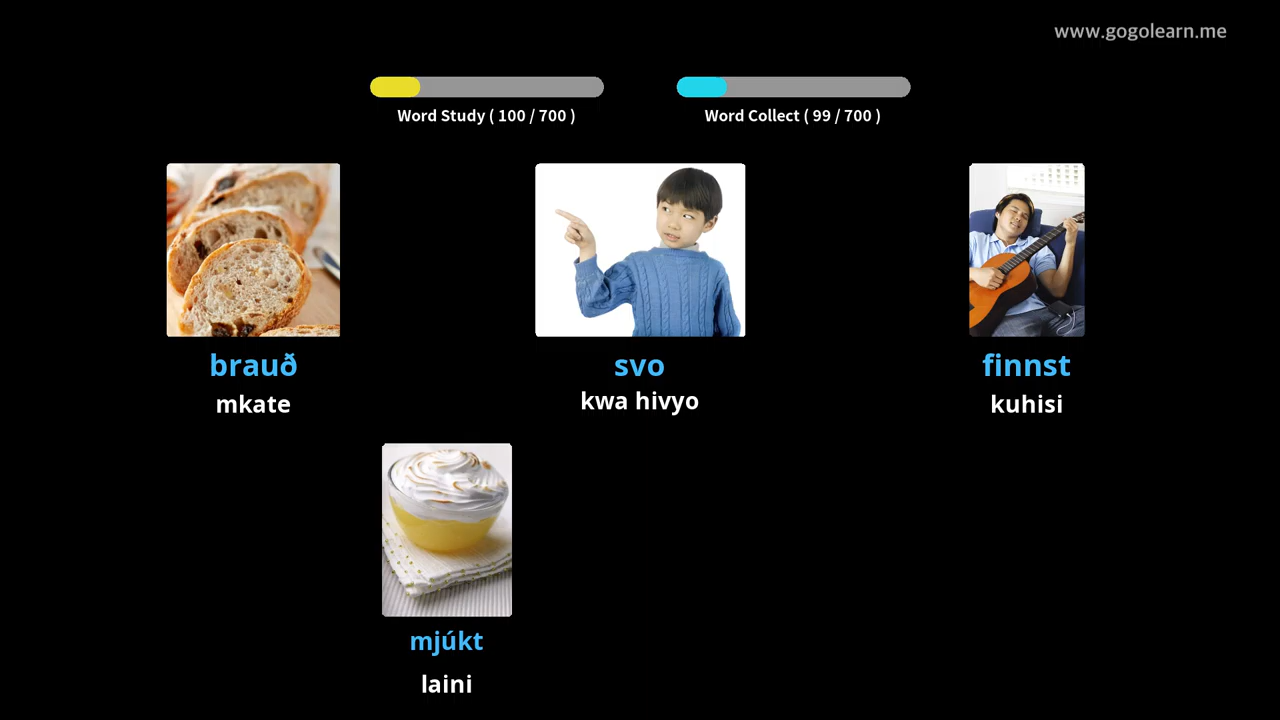 www.gogolearn.me
Word Study ( 100 / 700 )
Word Collect ( 99 / 700 )
brauð
mkate
svo
kwa hivyo
finnst
kuhisi
mjúkt
laini